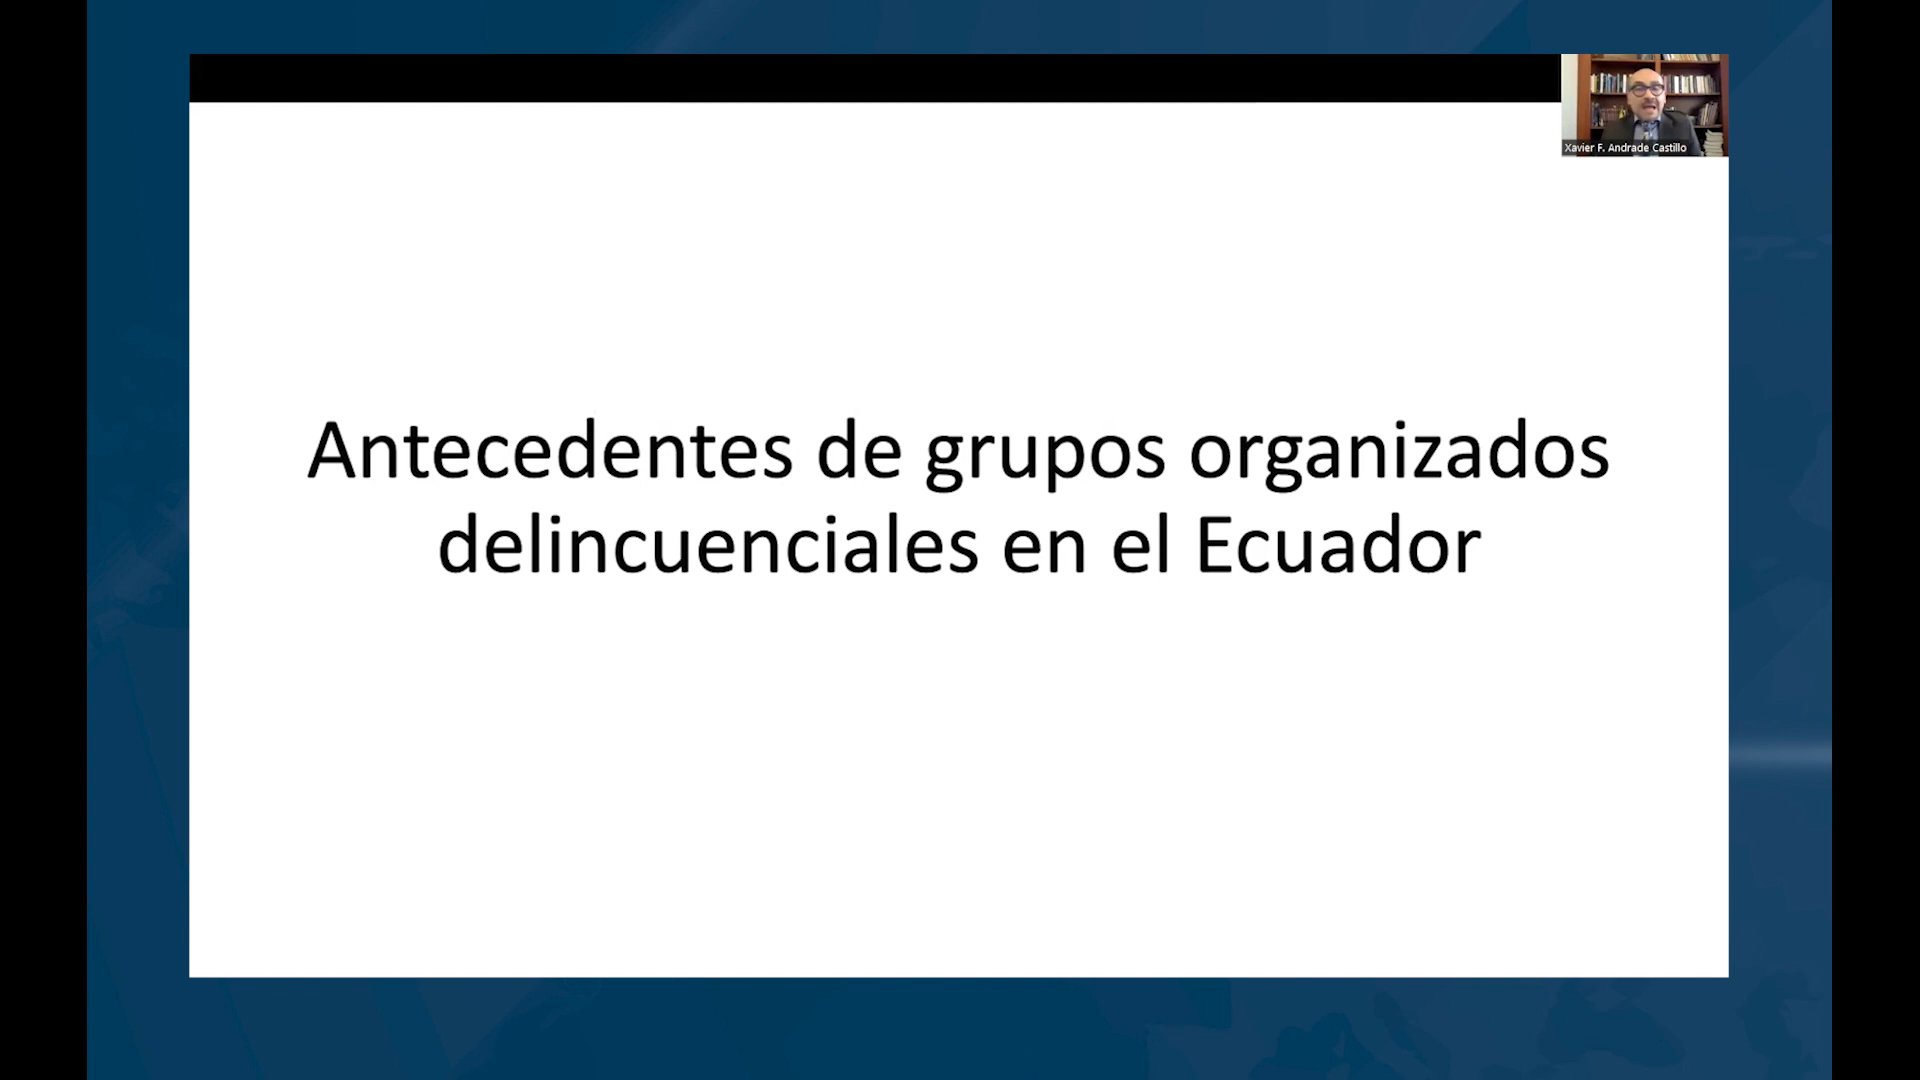 Xavier F. Andrade Castillo
Antecedentes de grupos organizados
delincuenciales en el Ecuador